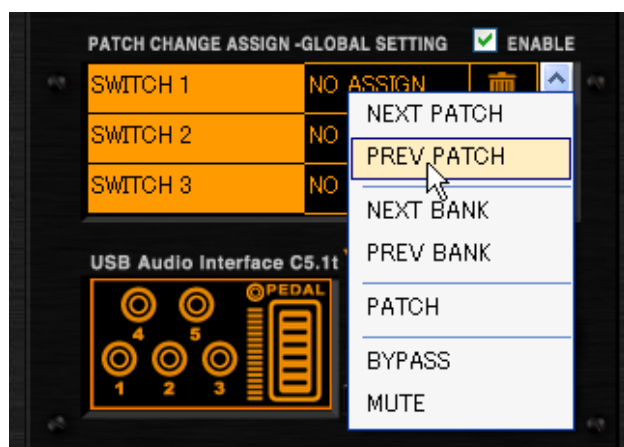 PATCH CHANGE ASSIGN -GLOBAL SETTING ENABLE
SWITCH 1 NO ASSIGN
SWITCH 2 NO
SWITCH 3 NO
NEXT PATCH
PREV PATCH
NEXT BANK
PREV BANK
PATCH
BYPASS
MUTE
USB Audio Interface C5.1t
PEDAL
4 5
1 2 3